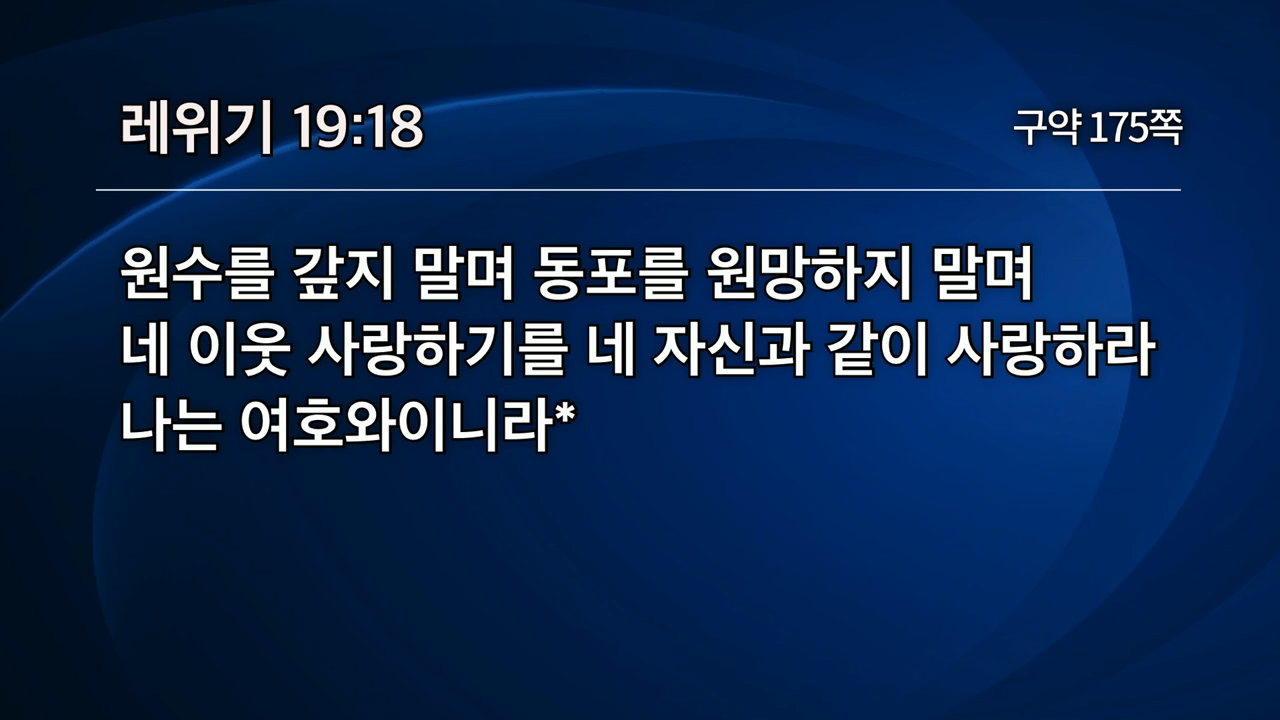 레위기 19:18
구약 175쪽
원수를 갚지 말며 동포를 원망하지 말며
네 이웃 사랑하기를 네 자신과 같이 사랑하라
나는 여호와이니라*